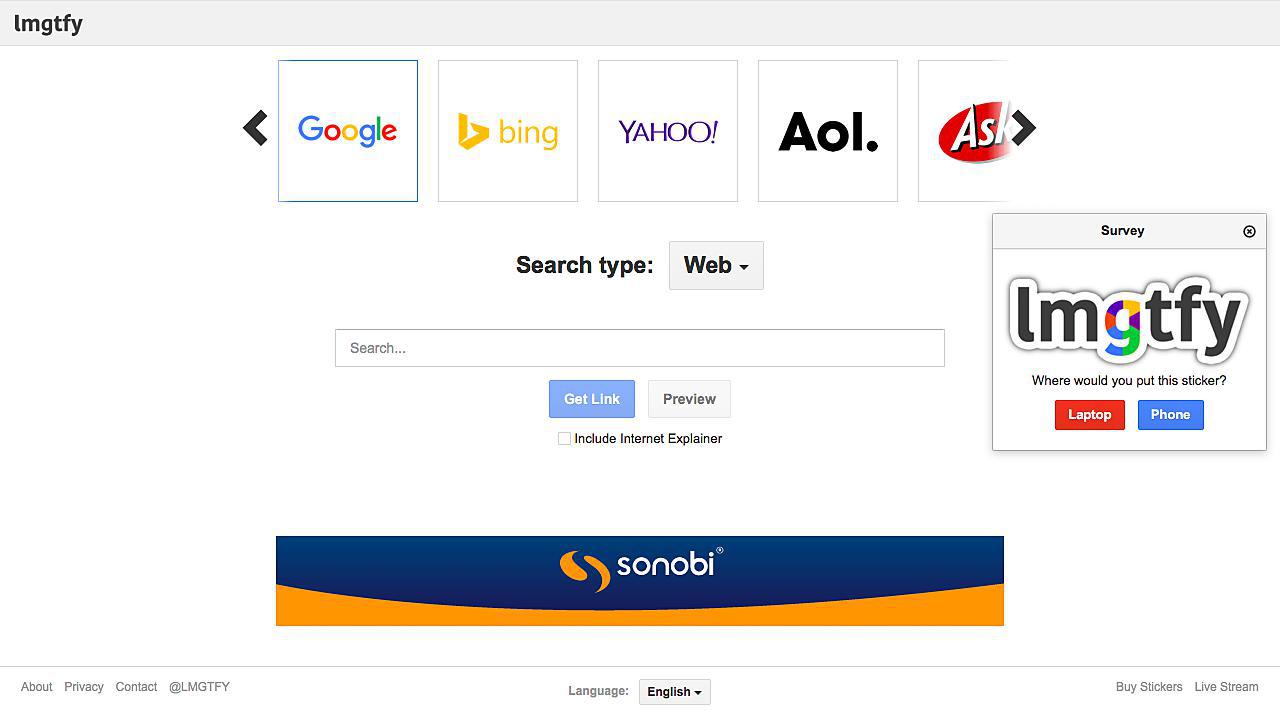 lmgtfy
Google
bing
YAHOO!
Aol.
Ask
Search type: Web
Survey
lmgtfy
Where would you put this sticker?
Laptop Phone
Search...
Get Link Preview
Include Internet Explainer
sonobi®
About Privacy Contact @LMGTFY
Language: English
Buy Stickers Live Stream